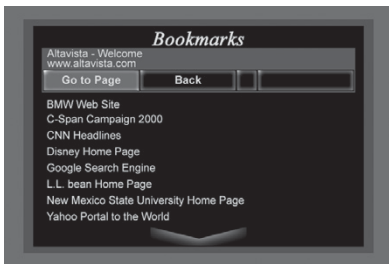 Bookmarks
Altavista - Welcome
www.altavista.com
Go to Page Back
BMW Web Site
C-Span Campaign 2000
CNN Headlines
Disney Home Page
Google Search Engine
L.L. bean Home Page
New Mexico State University Home Page
Yahoo Portal to the World